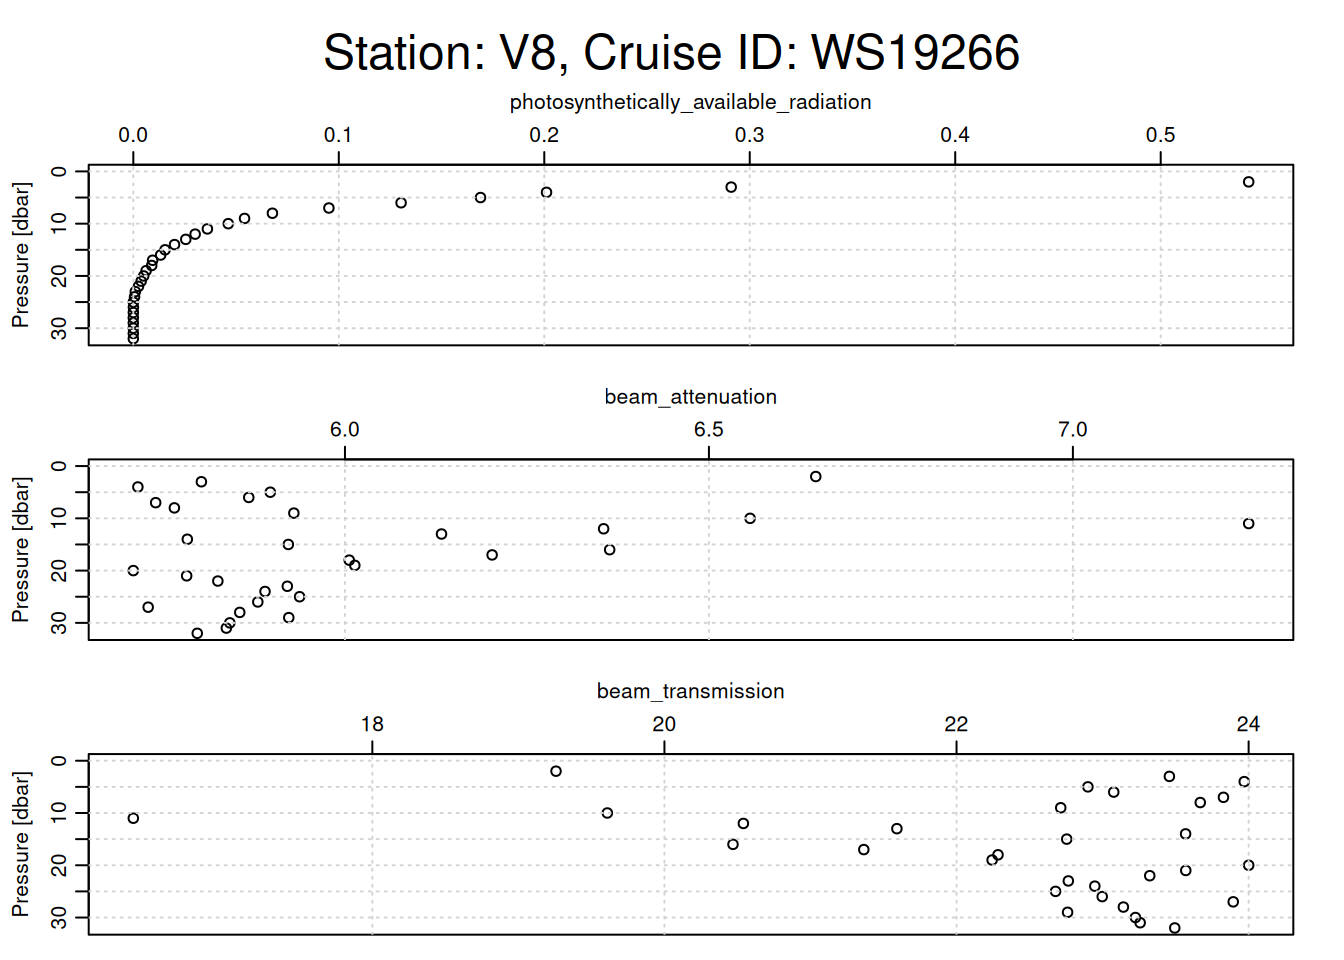 Station: V8, Cruise ID: WS19266
photosynthetically_available_radiation
0.0 0.1 0.2 0.3 0.4 0.5
0
10
20
30
Pressure [dbar]
beam_attenuation
6.0 6.5 7.0
0
10
20
30
Pressure [dbar]
beam_transmission
18 20 22 24
0
10
20
30
Pressure [dbar]